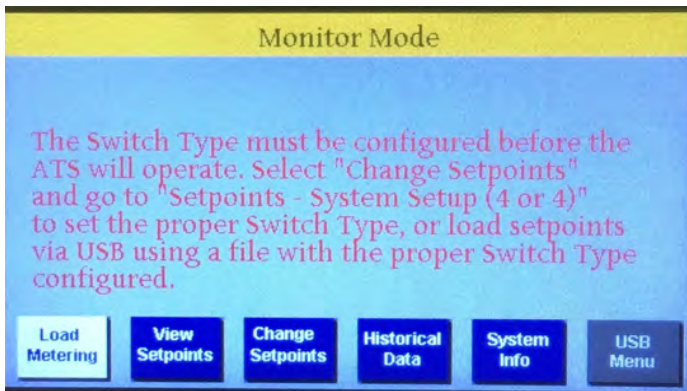 Monitor Mode
The Switch Type must be configured before the
ATS will operate. Select "Change Setpoints"
and go to "Setpoints - System Setup (4 or 4)"
to set the proper Switch Type, or load setpoints
via USB using a file with the proper Switch Type
configured.
Load Metering
View Setpoints
Change Setpoints
Historical Data
System Info
USB Menu